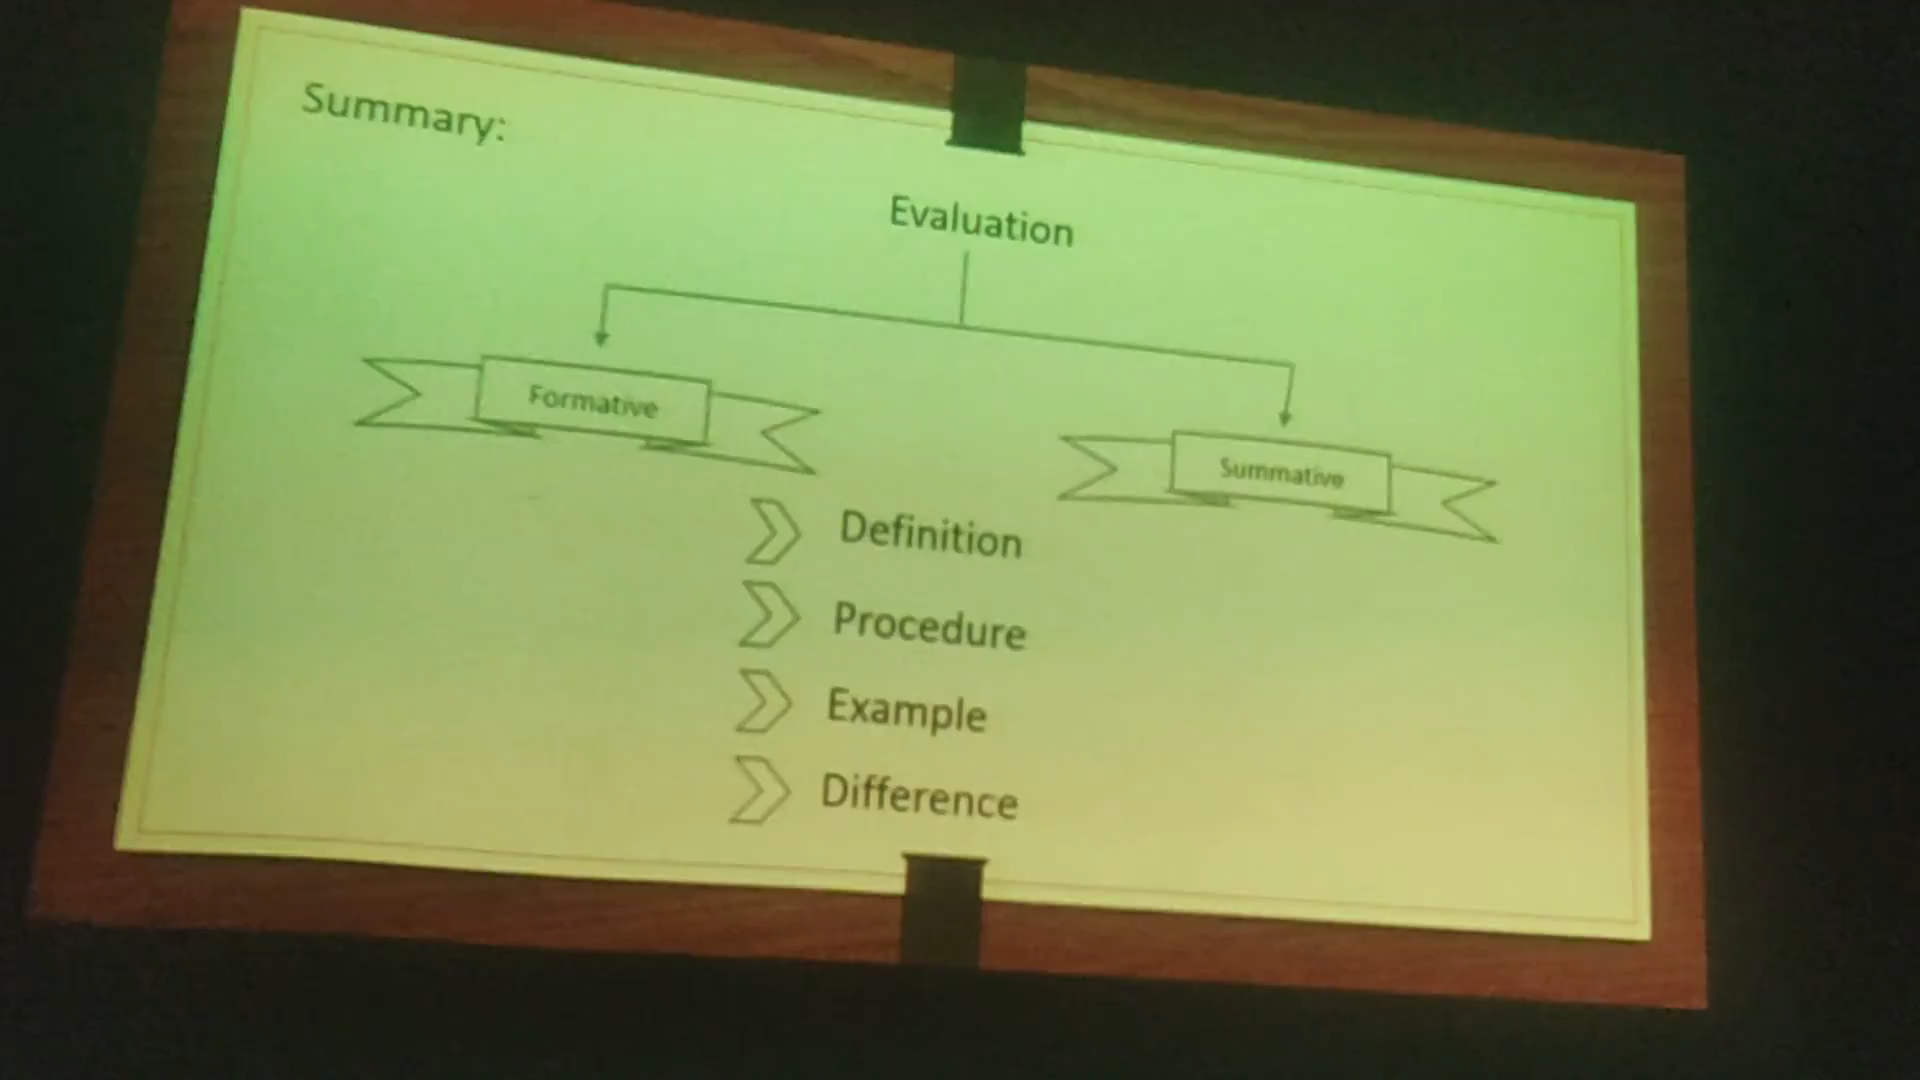 Summary:
Evaluation
Formative
Summative
Definition
Procedure
Example
Difference